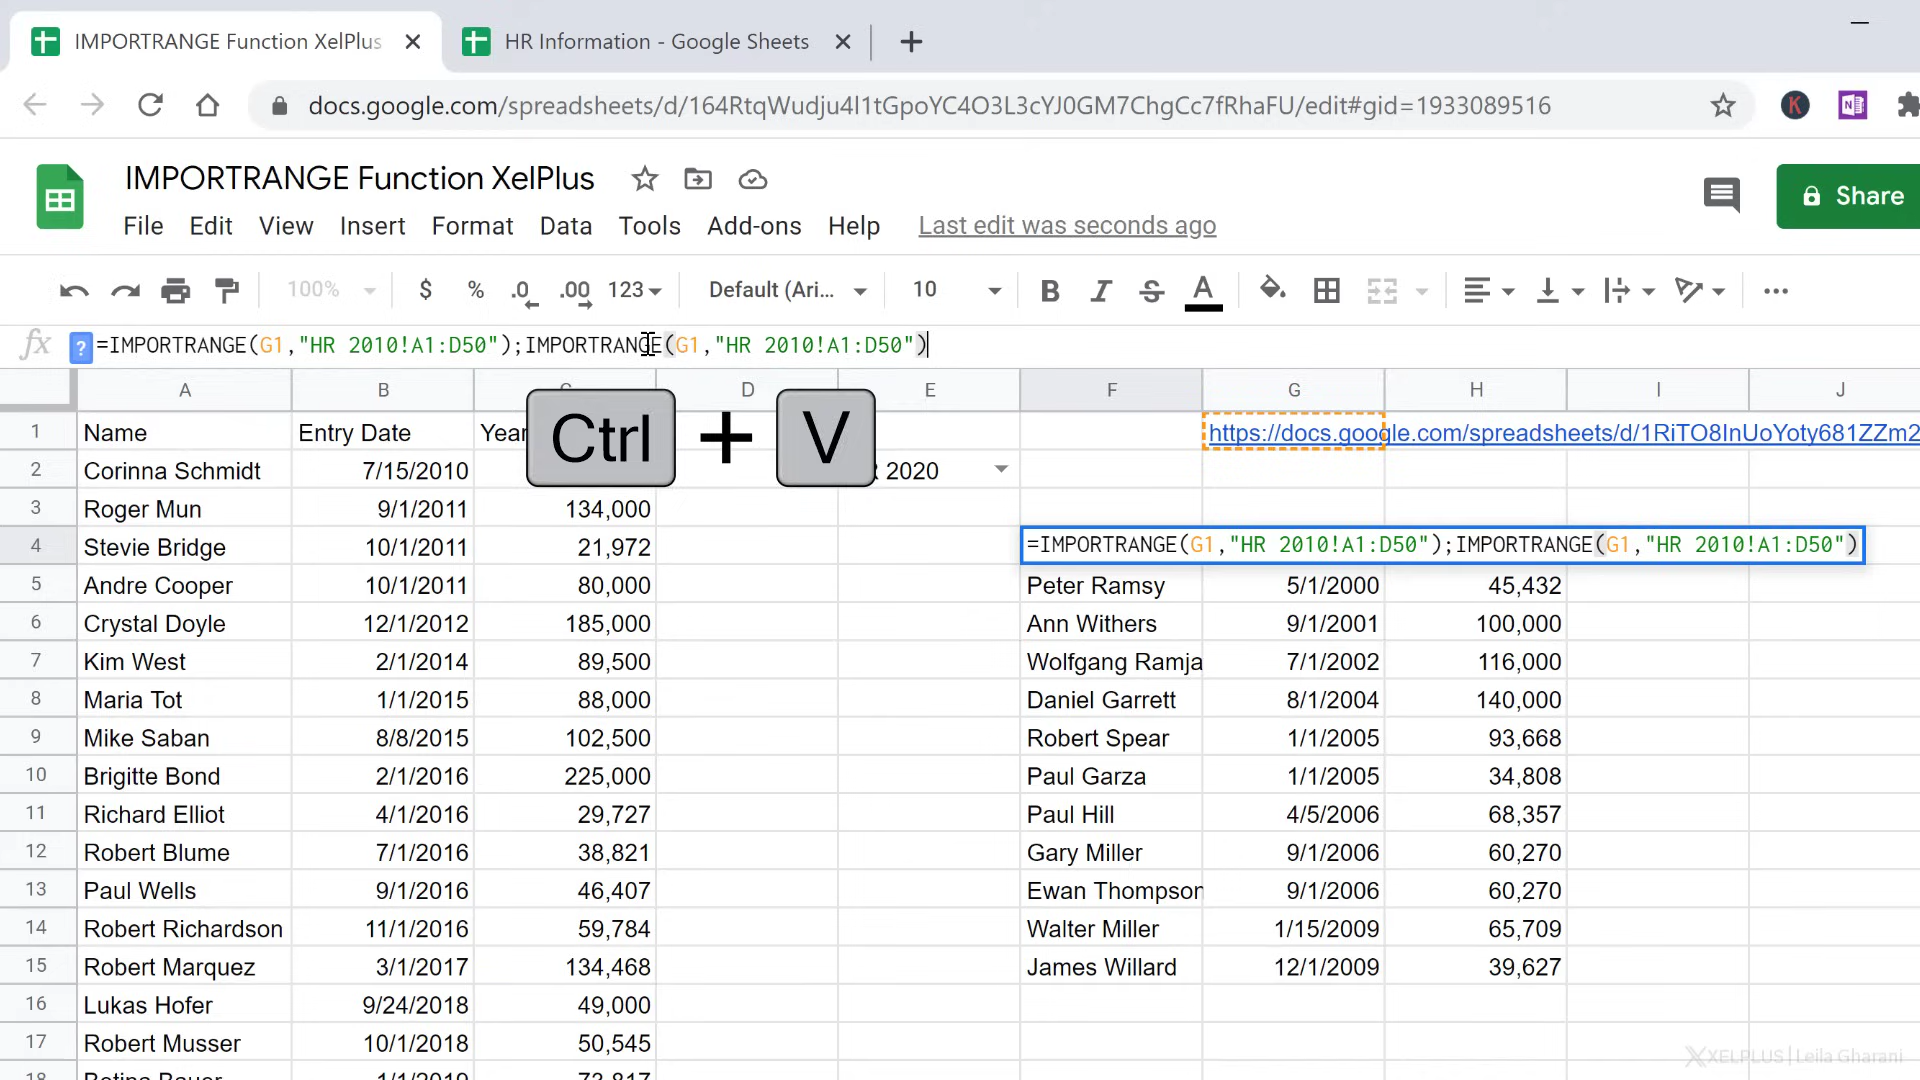 IMPORTRANGE Function XelPlus
HR Information - Google Sheets
docs.google.com/spreadsheets/d/164RtqWudju4l1tGpoYC4O3L3cYJ0GM7ChgCc7fRhaFU/edit#gid=1933089516
K
N
IMPORTRANGE Function XelPlus
File Edit View Insert Format Data Tools Add-ons Help Last edit was seconds ago
Share
100% $ % .0 .00 123 Default (Ari... 10 B I S A
fx ? =IMPORTRANGE(G1,"HR 2010!A1:D50");IMPORTRANGE(G1,"HR 2010!A1:D50")
A B D E F G H I J
1 Name Entry Date Year https://docs.google.com/spreadsheets/d/1RiTO8InUoYoty681ZZm2
Ctrl + V
2 Corinna Schmidt 7/15/2010 2020
3 Roger Mun 9/1/2011 134,000
4 Stevie Bridge 10/1/2011 21,972 =IMPORTRANGE(G1,"HR 2010!A1:D50");IMPORTRANGE(G1,"HR 2010!A1:D50")
5 Andre Cooper 10/1/2011 80,000 Peter Ramsy 5/1/2000 45,432
6 Crystal Doyle 12/1/2012 185,000 Ann Withers 9/1/2001 100,000
7 Kim West 2/1/2014 89,500 Wolfgang Ramja 7/1/2002 116,000
8 Maria Tot 1/1/2015 88,000 Daniel Garrett 8/1/2004 140,000
9 Mike Saban 8/8/2015 102,500 Robert Spear 1/1/2005 93,668
10 Brigitte Bond 2/1/2016 225,000 Paul Garza 1/1/2005 34,808
11 Richard Elliot 4/1/2016 29,727 Paul Hill 4/5/2006 68,357
12 Robert Blume 7/1/2016 38,821 Gary Miller 9/1/2006 60,270
13 Paul Wells 9/1/2016 46,407 Ewan Thompson 9/1/2006 60,270
14 Robert Richardson 11/1/2016 59,784 Walter Miller 1/15/2009 65,709
15 Robert Marquez 3/1/2017 134,468 James Willard 12/1/2009 39,627
16 Lukas Hofer 9/24/2018 49,000
17 Robert Musser 10/1/2018 50,545
18 1/1/2019 73,817
XELPLUS | Leila Gharani